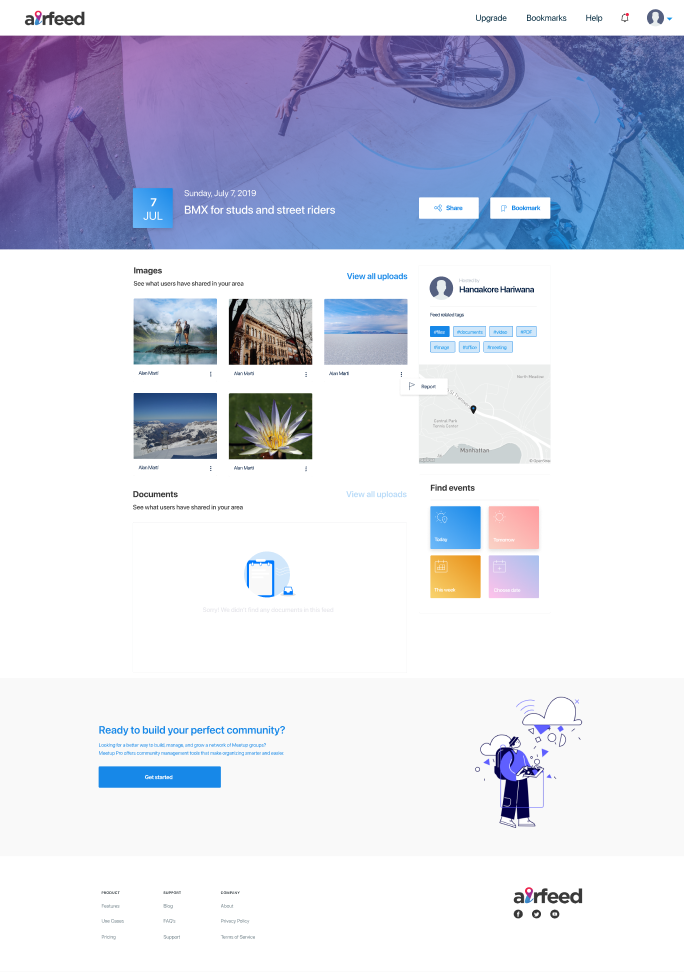 airfeed
Upgrade
Bookmarks
Help
7
JUL
Sunday, July 7, 2019
BMX for studs and street riders
Share
Bookmark
Images
See what users have shared in your area
View all uploads
Alan Marti
Alan Marti
Alan Marti
Report
Alan Marti
Alan Marti
Documents
See what users have shared in your area
View all uploads
Sorry! We didn't find any documents in this feed
Hosted by
Hangakore Hariwana
Feed related tags
#files
#documents
#video
#PDF
#image
#office
#meeting
North Meadow
Central Park
Tennis Center
Manhattan
Find events
Today
Tomorrow
This week
Choose date
Ready to build your perfect community?
Looking for a better way to build, manage, and grow a network of Meetup groups?
Meetup Pro offers community management tools that make organizing smarter and easier.
Get started
PRODUCT
Features
Use Cases
Pricing
SUPPORT
Blog
FAQ's
Support
COMPANY
About
Privacy Policy
Terms of Service
airfeed